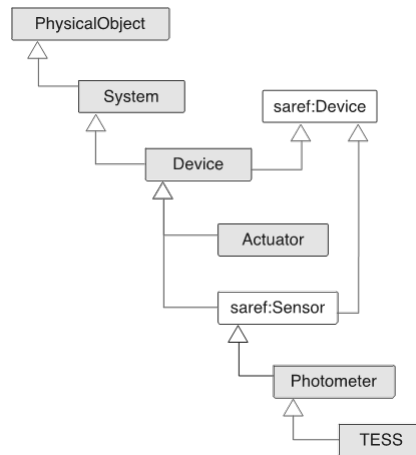 PhysicalObject
System
saref:Device
Device
Actuator
saref:Sensor
Photometer
TESS